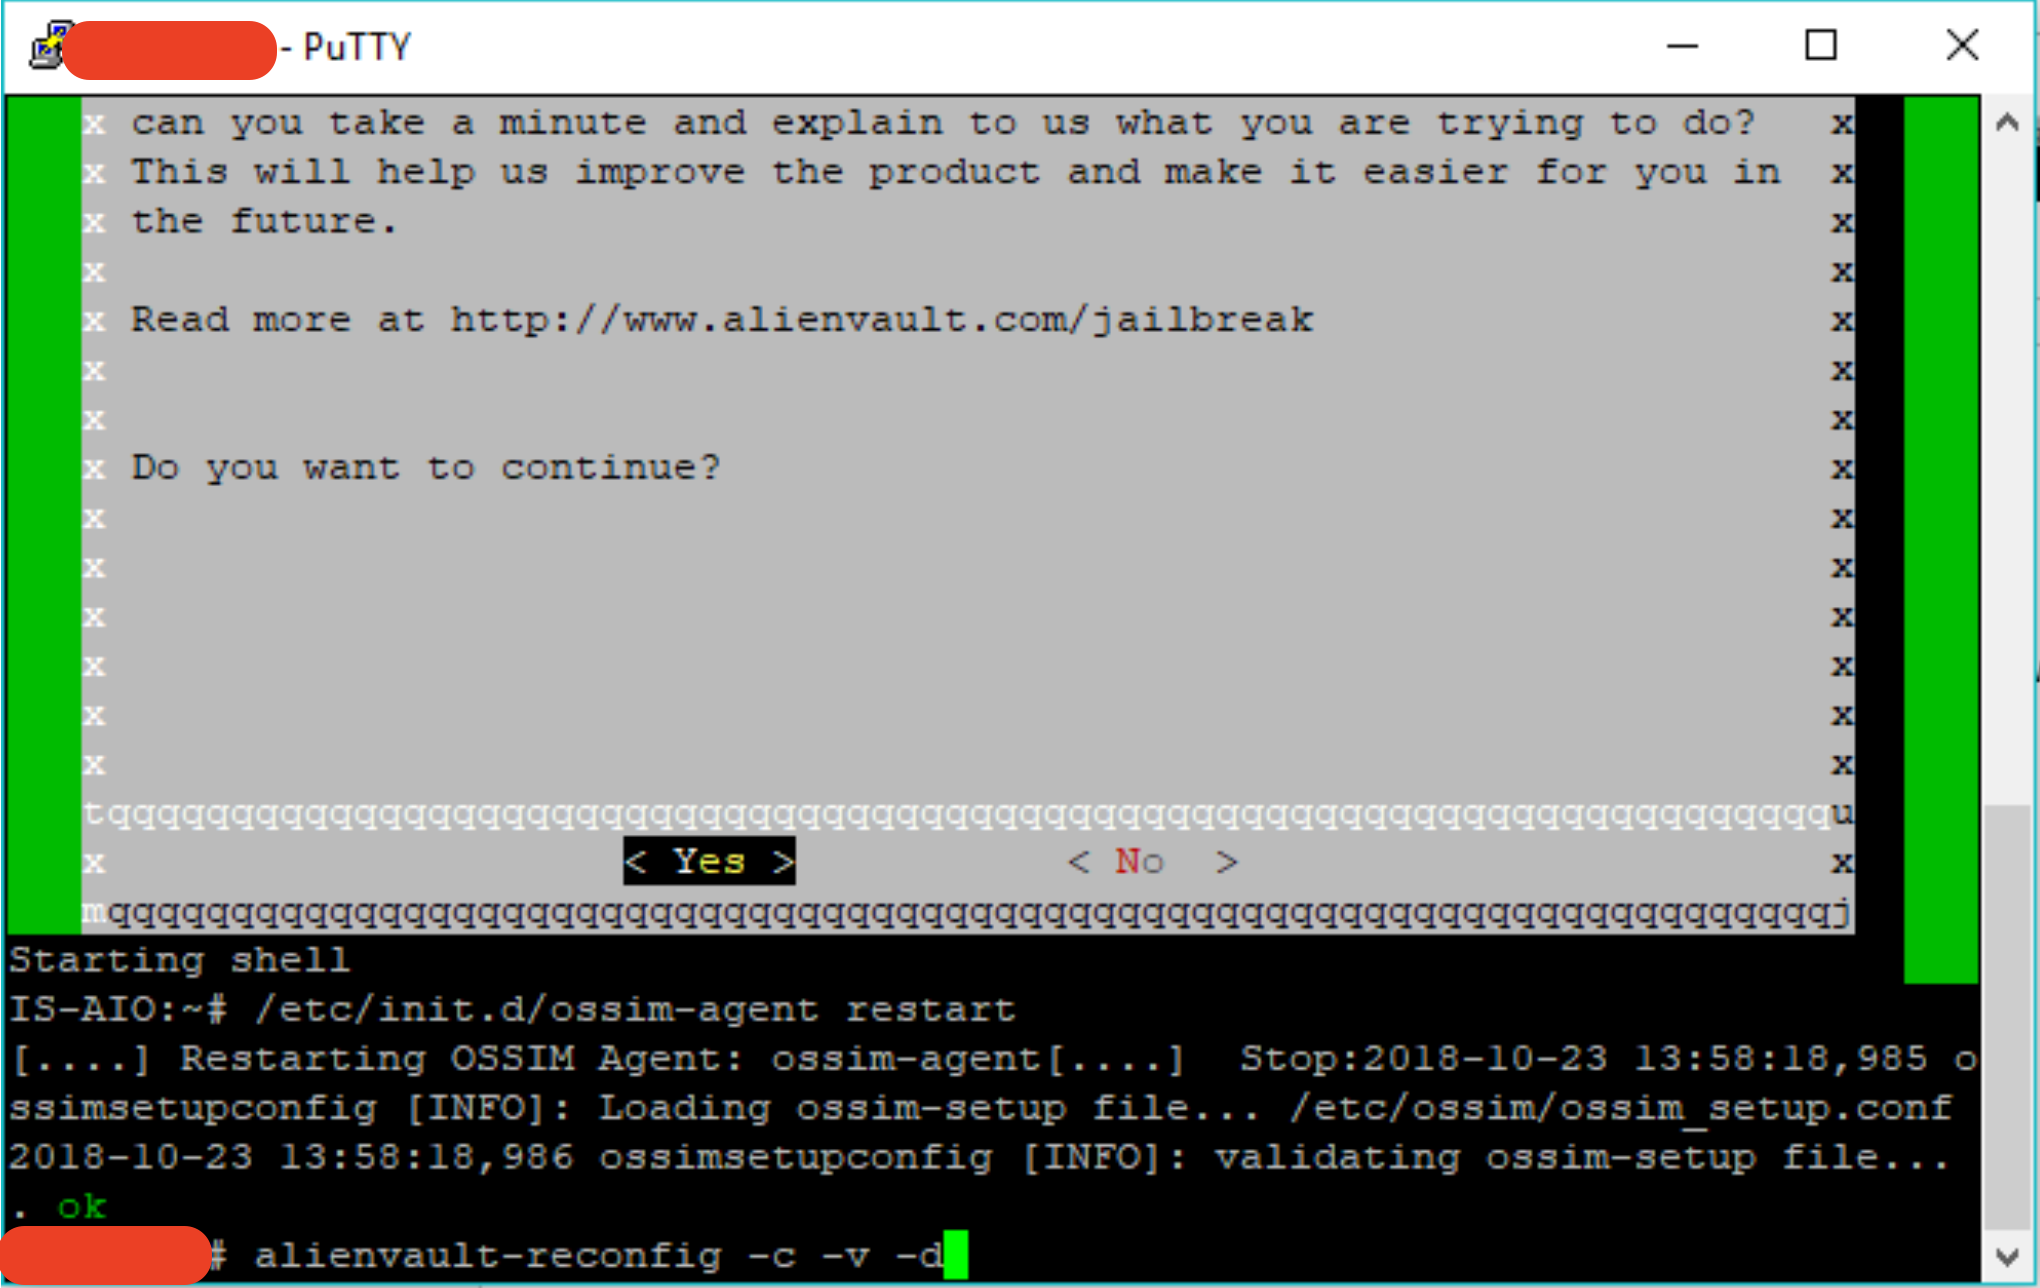 - PuTTY
x can you take a minute and explain to us what you are trying to do? x
x This will help us improve the product and make it easier for you in x
x the future. x
x x
x Read more at http://www.alienvault.com/jailbreak x
x x
x x
x Do you want to continue? x
x x
x x
x x
x x
x x
x x
tqqqqqqqqqqqqqqqqqqqqqqqqqqqqqqqqqqqqqqqqqqqqqqqqqqqqqqqqqqqqqqqqqqqqqqu
x < Yes > < No > x
mqqqqqqqqqqqqqqqqqqqqqqqqqqqqqqqqqqqqqqqqqqqqqqqqqqqqqqqqqqqqqqqqqqqqqqj
Starting shell
IS-AIO:~# /etc/init.d/ossim-agent restart
[....] Restarting OSSIM Agent: ossim-agent[....]  Stop:2018-10-23 13:58:18,985 o
ssimsetupconfig [INFO]: Loading ossim-setup file... /etc/ossim/ossim_setup.conf
2018-10-23 13:58:18,986 ossimsetupconfig [INFO]: validating ossim-setup file...
. ok
# alienvault-reconfig -c -v -d